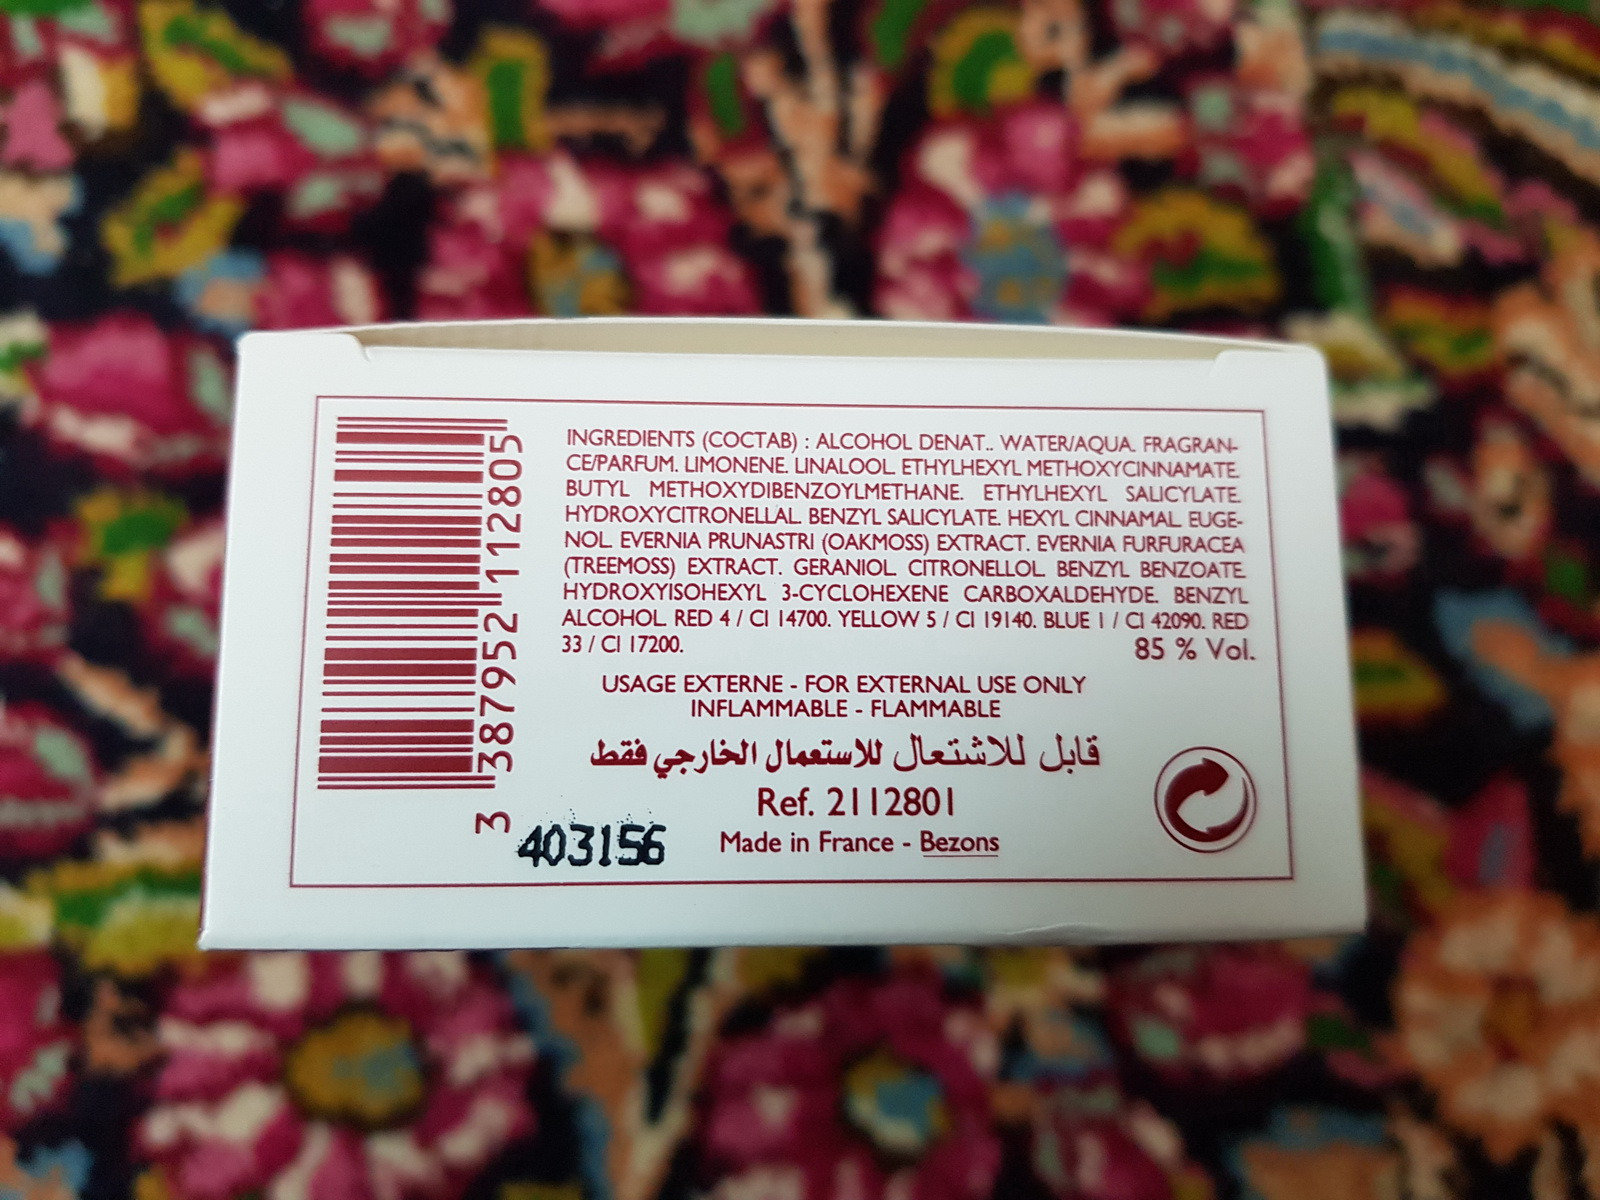 INGREDIENTS (COCTAB) : ALCOHOL DENAT.. WATER/AQUA. FRAGRAN-
CE/PARFUM. LIMONENE. LINALOOL. ETHYLHEXYL METHOXYCINNAMATE.
BUTYL METHOXYDIBENZOYLMETHANE. ETHYLHEXYL SALICYLATE.
HYDROXYCITRONELLAL. BENZYL SALICYLATE. HEXYL CINNAMAL. EUGE-
NOL. EVERNIA PRUNASTRI (OAKMOSS) EXTRACT. EVERNIA FURFURACEA
(TREEMOSS) EXTRACT. GERANIOL. CITRONELLOL. BENZYL BENZOATE.
HYDROXYISOHEXYL 3-CYCLOHEXENE CARBOXALDEHYDE. BENZYL
ALCOHOL. RED 4 / CI 14700. YELLOW 5 / CI 19140. BLUE 1 / CI 42090. RED
33 / CI 17200.
85 % Vol.
USAGE EXTERNE - FOR EXTERNAL USE ONLY
INFLAMMABLE - FLAMMABLE
قابل للاشتعال للاستعمال الخارجي فقط
Ref. 2112801
Made in France - Bezons
3 387952 112805
403156